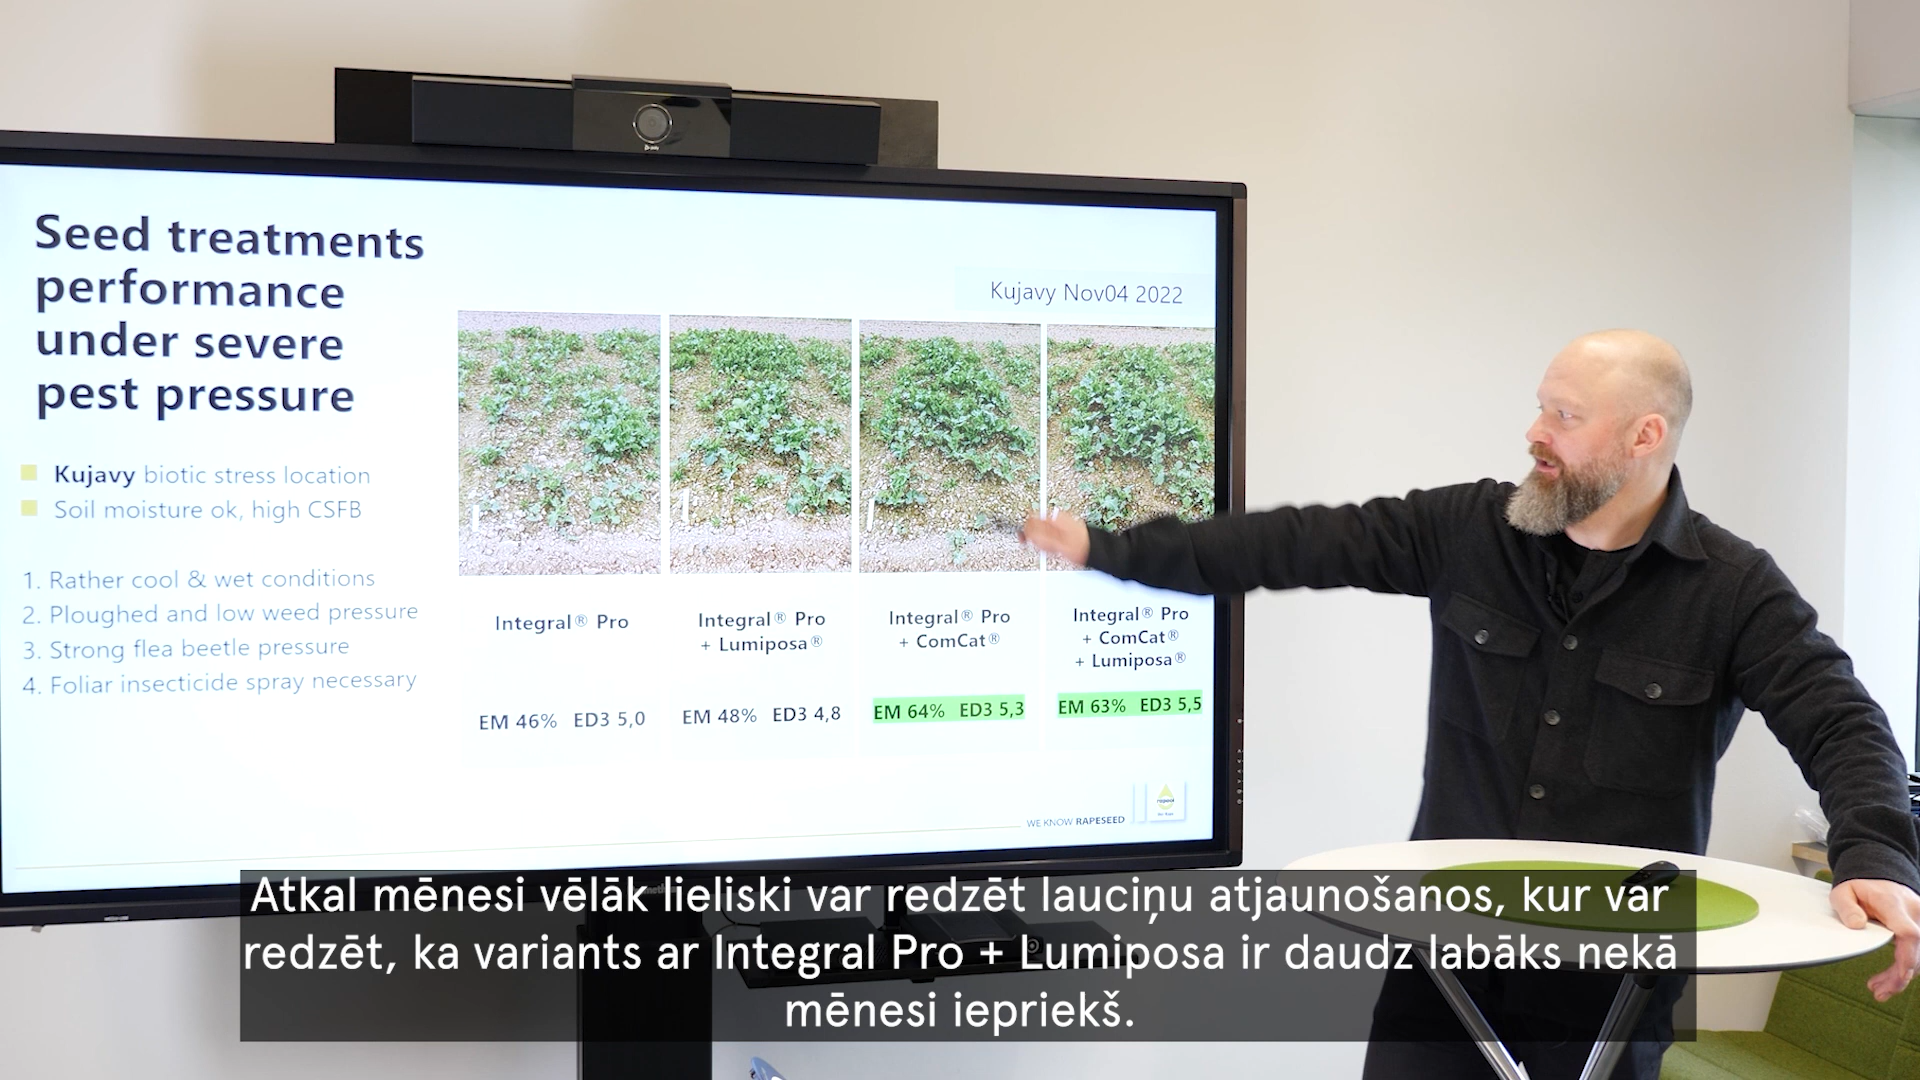 Seed treatments
performance
under severe
pest pressure
Kujavy biotic stress location
Soil moisture ok, high CSFB
1. Rather cool & wet conditions
2. Ploughed and low weed pressure
3. Strong flea beetle pressure
4. Foliar insecticide spray necessary
Kujavy Nov04 2022
Integral® Pro
EM 46% ED3 5,0
Integral® Pro
+ Lumiposa®
EM 48% ED3 4,8
Integral® Pro
+ ComCat®
EM 64% ED3 5,3
Integral® Pro
+ ComCat®
+ Lumiposa®
EM 63% ED3 5,5
WE KNOW RAPESEED
poly
Atkal mēnesi vēlāk lieliski var redzēt lauciņu atjaunošanos, kur var
redzēt, ka variants ar Integral Pro + Lumiposa ir daudz labāks nekā
mēnesi iepriekš.